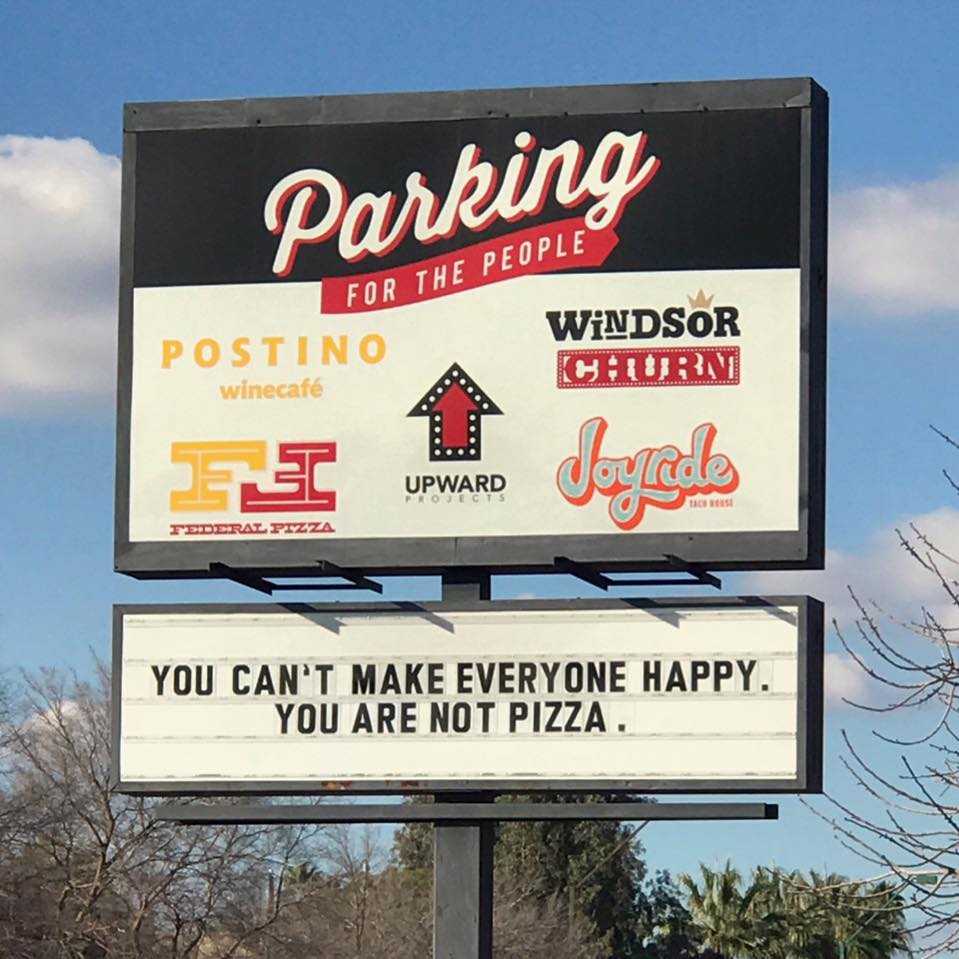 Parking
FOR THE PEOPLE
POSTINO
winecafé
WiNDSOR
CHURN
FF
FEDERAL PIZZA
UPWARD
PROJECTS
Joyride
TACO HOUSE
YOU CAN'T MAKE EVERYONE HAPPY.
YOU ARE NOT PIZZA.